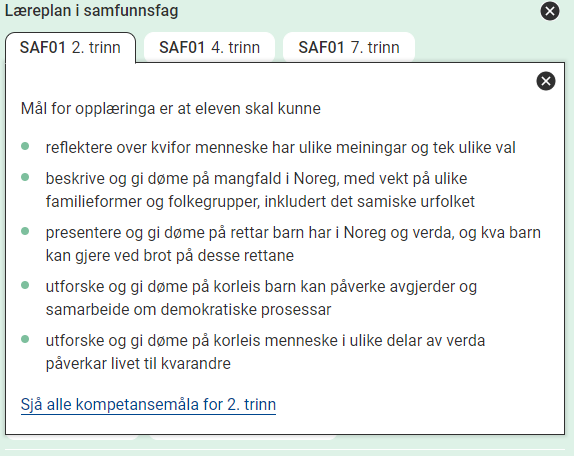 Læreplan i samfunnsfag
SAF01 2. trinn
SAF01 4. trinn
SAF01 7. trinn
Mål for opplæringa er at eleven skal kunne
reflektere over kvifor menneske har ulike meiningar og tek ulike val
beskrive og gi døme på mangfald i Noreg, med vekt på ulike
familieformer og folkegrupper, inkludert det samiske urfolket
presentere og gi døme på rettar barn har i Noreg og verda, og kva barn
kan gjere ved brot på desse rettane
utforske og gi døme på korleis barn kan påverke avgjerder og
samarbeide om demokratiske prosessar
utforske og gi døme på korleis menneske i ulike delar av verda
påverkar livet til kvarandre
Sjå alle kompetansemåla for 2. trinn